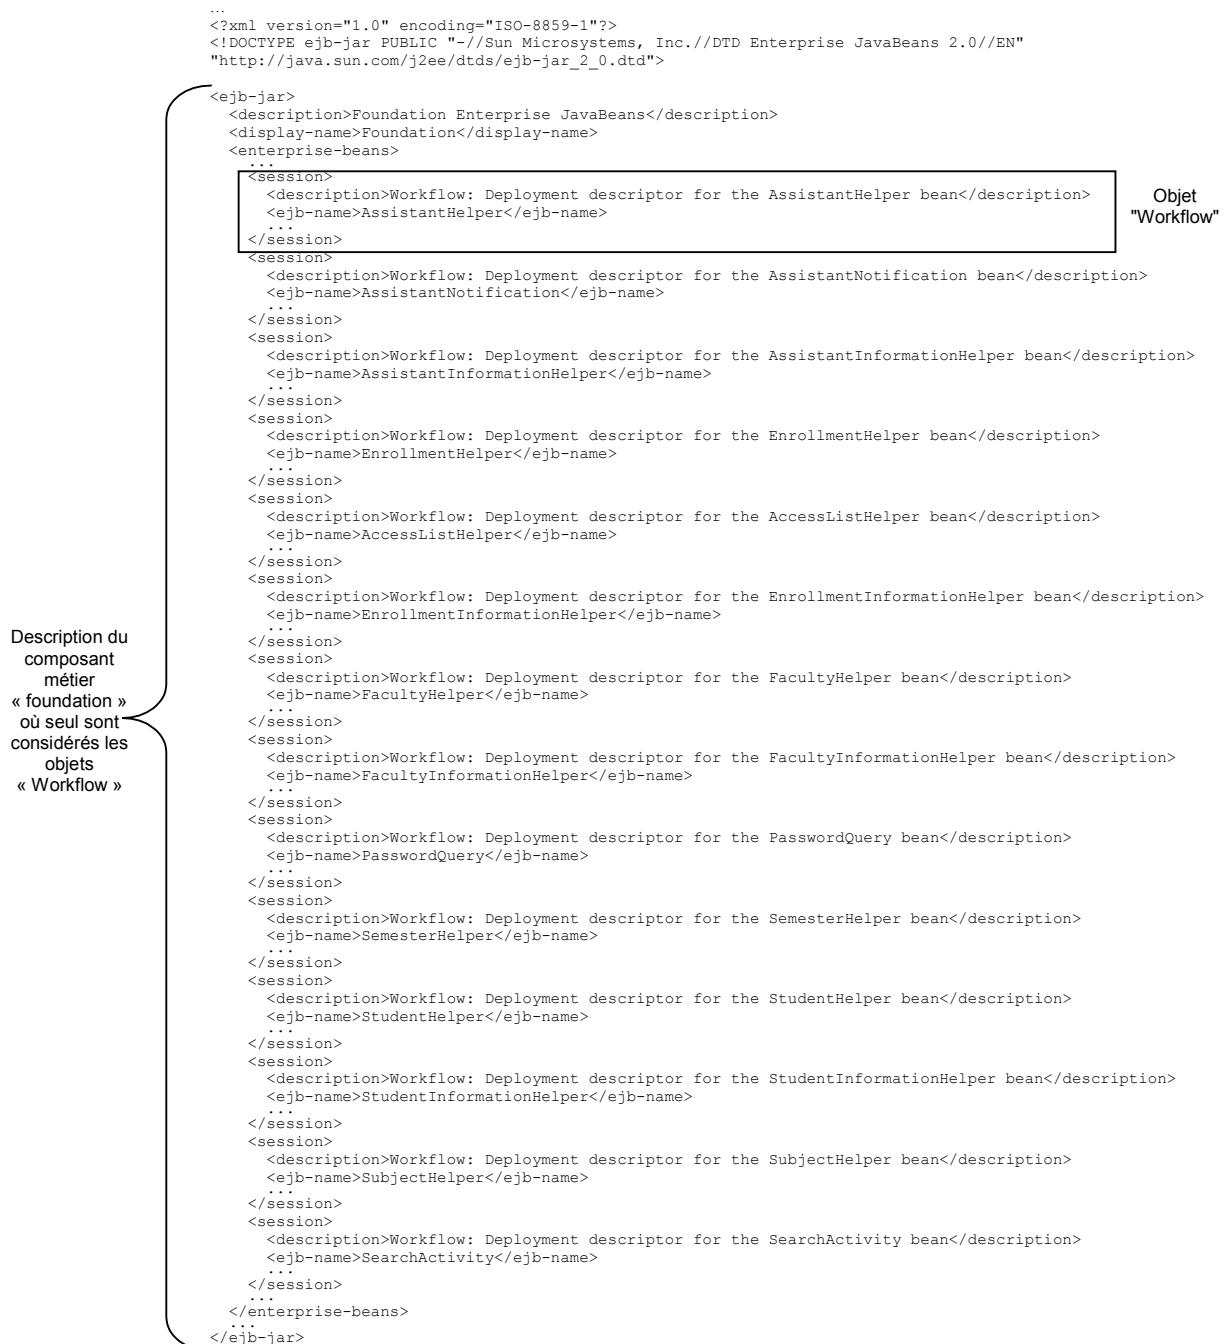 ...
<?xml version="1.0" encoding="ISO-8859-1"?>
<!DOCTYPE ejb-jar PUBLIC "-//Sun Microsystems, Inc.//DTD Enterprise JavaBeans 2.0//EN"
"http://java.sun.com/j2ee/dtds/ejb-jar_2_0.dtd">
<ejb-jar>
<description>Foundation Enterprise JavaBeans</description>
<display-name>Foundation</display-name>
<enterprise-beans>
...
<session>
<description>Workflow: Deployment descriptor for the AssistantHelper bean</description>
<ejb-name>AssistantHelper</ejb-name>
...
</session>
Objet
"Workflow"
<session>
<description>Workflow: Deployment descriptor for the AssistantNotification bean</description>
<ejb-name>AssistantNotification</ejb-name>
...
</session>
<session>
<description>Workflow: Deployment descriptor for the AssistantInformationHelper bean</description>
<ejb-name>AssistantInformationHelper</ejb-name>
...
</session>
<session>
<description>Workflow: Deployment descriptor for the EnrollmentHelper bean</description>
<ejb-name>EnrollmentHelper</ejb-name>
...
</session>
<session>
<description>Workflow: Deployment descriptor for the AccessListHelper bean</description>
<ejb-name>AccessListHelper</ejb-name>
...
</session>
<session>
<description>Workflow: Deployment descriptor for the EnrollmentInformationHelper bean</description>
<ejb-name>EnrollmentInformationHelper</ejb-name>
...
</session>
<session>
<description>Workflow: Deployment descriptor for the FacultyHelper bean</description>
<ejb-name>FacultyHelper</ejb-name>
...
</session>
<session>
<description>Workflow: Deployment descriptor for the FacultyInformationHelper bean</description>
<ejb-name>FacultyInformationHelper</ejb-name>
...
</session>
<session>
<description>Workflow: Deployment descriptor for the PasswordQuery bean</description>
<ejb-name>PasswordQuery</ejb-name>
...
</session>
<session>
<description>Workflow: Deployment descriptor for the SemesterHelper bean</description>
<ejb-name>SemesterHelper</ejb-name>
...
</session>
<session>
<description>Workflow: Deployment descriptor for the StudentHelper bean</description>
<ejb-name>StudentHelper</ejb-name>
...
</session>
<session>
<description>Workflow: Deployment descriptor for the StudentInformationHelper bean</description>
<ejb-name>StudentInformationHelper</ejb-name>
...
</session>
<session>
<description>Workflow: Deployment descriptor for the SubjectHelper bean</description>
<ejb-name>SubjectHelper</ejb-name>
...
</session>
<session>
<description>Workflow: Deployment descriptor for the SearchActivity bean</description>
<ejb-name>SearchActivity</ejb-name>
...
</session>
...
</enterprise-beans>
...
</ejb-jar>
Description du
composant
métier
« foundation »
où seul sont
considérés les
objets
« Workflow »